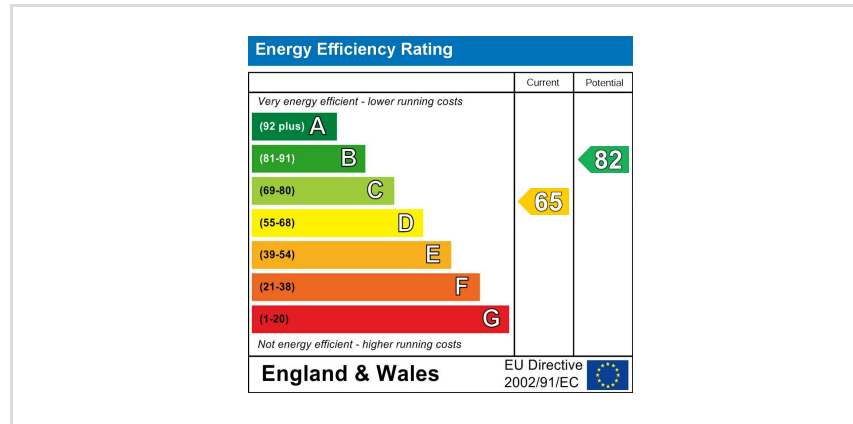 Energy Efficiency Rating
Current Potential
Very energy efficient - lower running costs
(92 plus) A
(81-91) B
82
(69-80) C
65
(55-68) D
(39-54) E
(21-38) F
(1-20) G
Not energy efficient - higher running costs
England & Wales
EU Directive
2002/91/EC